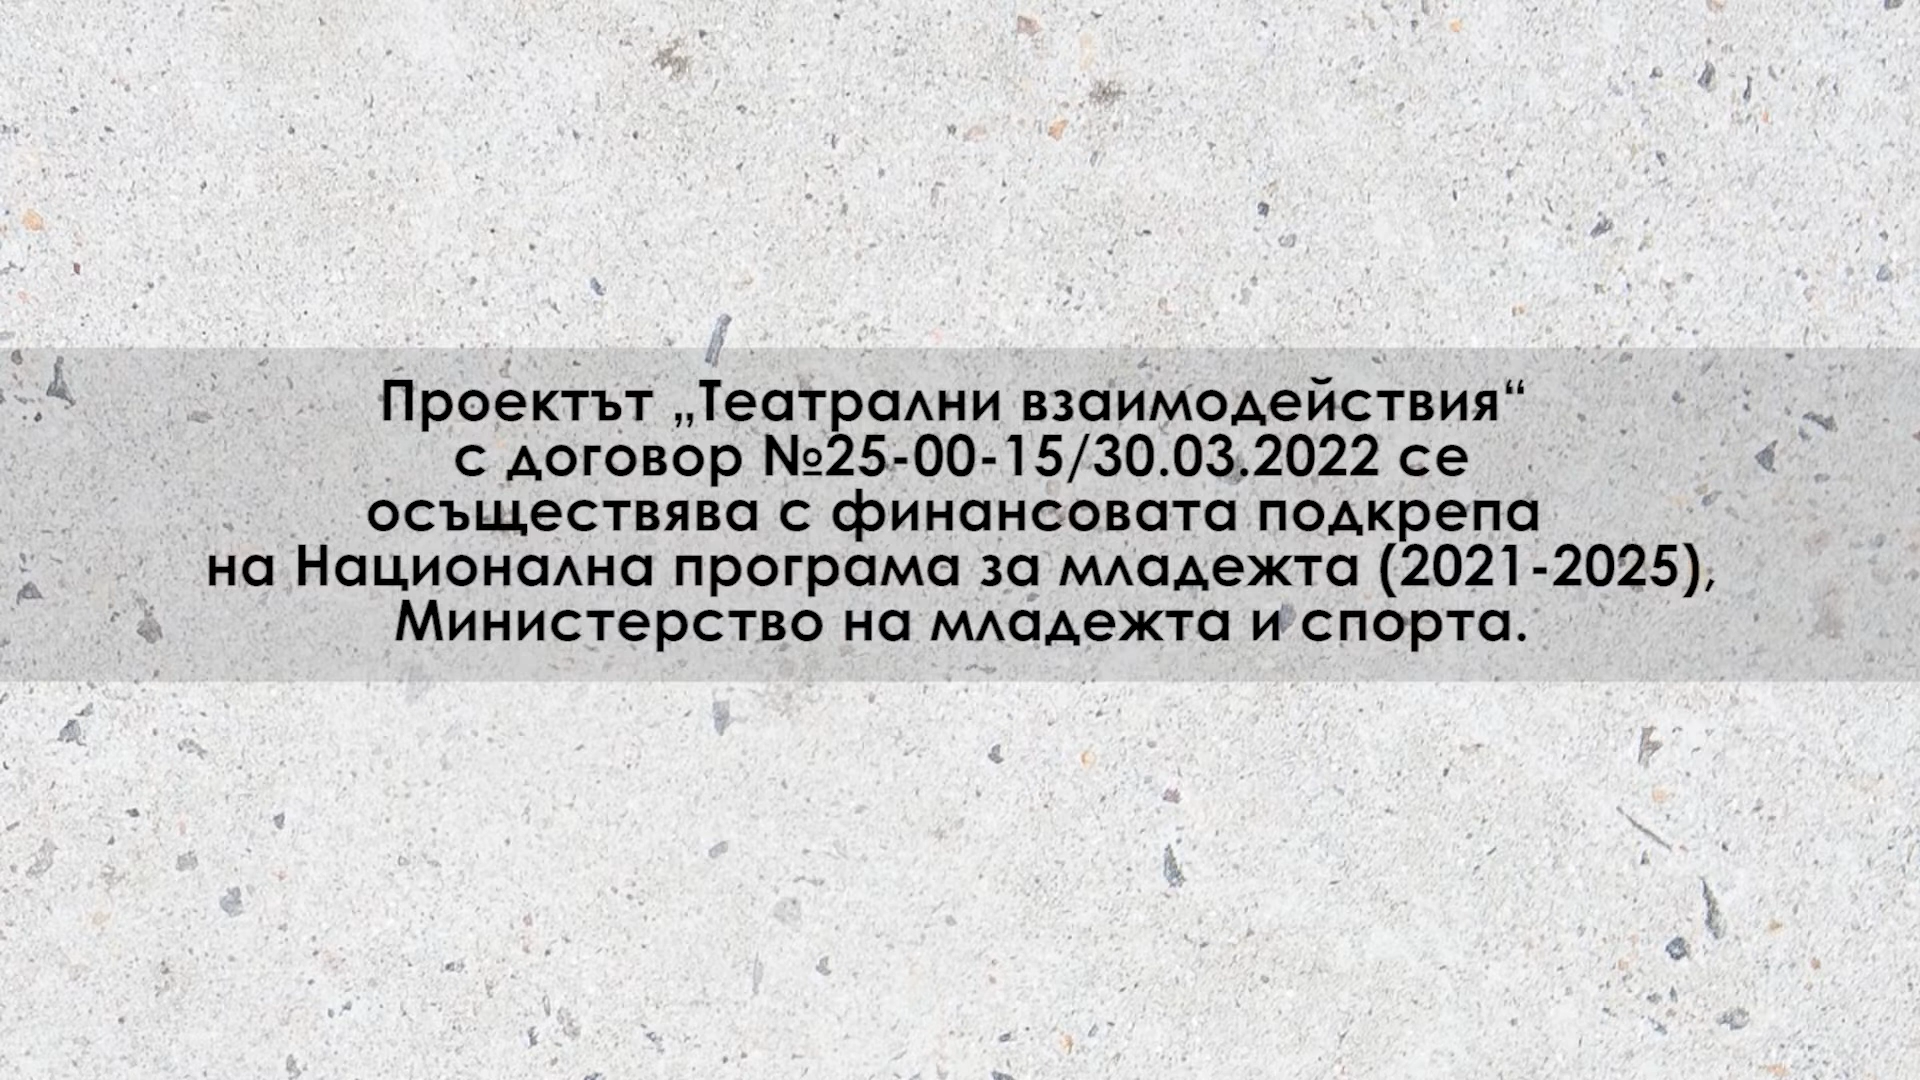 Проектът „Театрални взаимодействия“
с договор №25-00-15/30.03.2022 се
осъществява с финансовата подкрепа
на Национална програма за младежта (2021-2025),
Министерство на младежта и спорта.